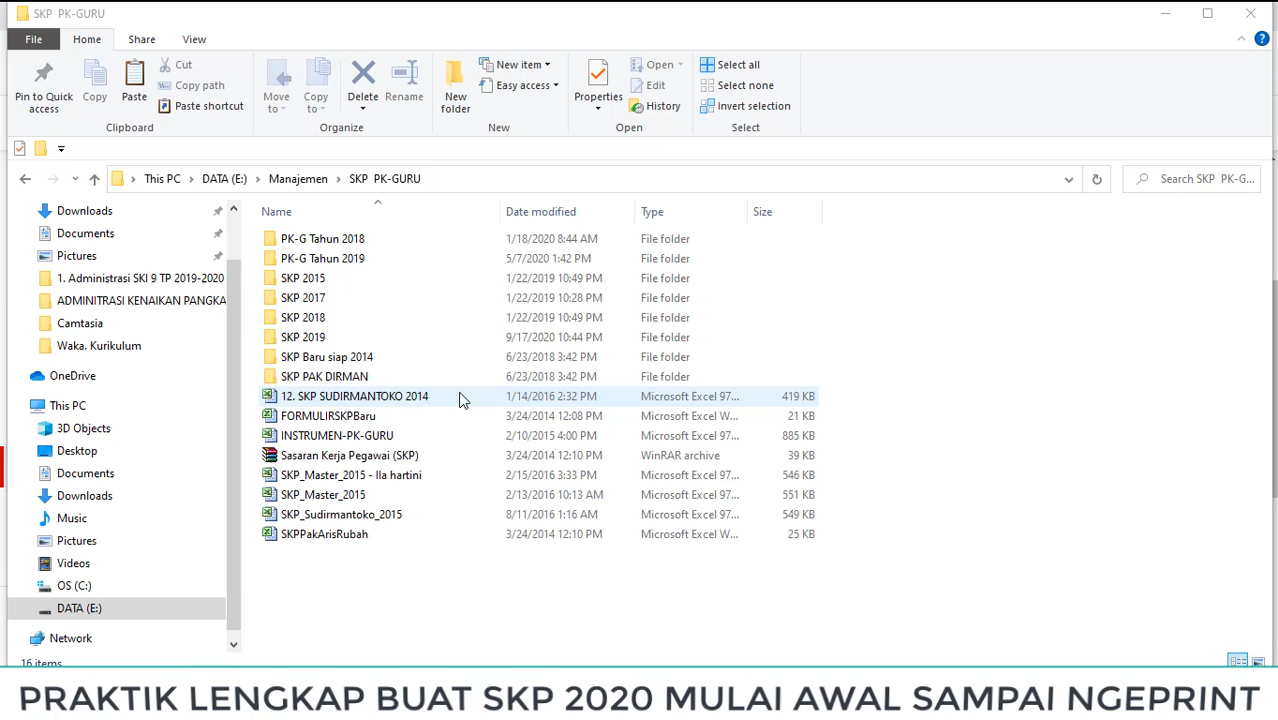 SKP PK-GURU
File Home Share View
Pin to Quick access
Copy
Paste
Cut
Copy path
Paste shortcut
Clipboard
Move to
Copy to
Delete
Rename
Organize
New folder
New item
Easy access
New
Properties
Open
Edit
History
Open
Select all
Select none
Invert selection
Select
This PC > DATA (E:) > Manajemen > SKP PK-GURU
Search SKP PK-G...
Downloads
Documents
Pictures
1. Administrasi SKI 9 TP 2019-2020
ADMINITRASI KENAIKAN PANGKA
Camtasia
Waka. Kurikulum
OneDrive
This PC
3D Objects
Desktop
Documents
Downloads
Music
Pictures
Videos
OS (C:)
DATA (E:)
Network
Name Date modified Type Size
PK-G Tahun 2018 1/18/2020 8:44 AM File folder
PK-G Tahun 2019 5/7/2020 1:42 PM File folder
SKP 2015 1/22/2019 10:49 PM File folder
SKP 2017 1/22/2019 10:28 PM File folder
SKP 2018 1/22/2019 10:49 PM File folder
SKP 2019 9/17/2020 10:44 PM File folder
SKP Baru siap 2014 6/23/2018 3:42 PM File folder
SKP PAK DIRMAN 6/23/2018 3:42 PM File folder
12. SKP SUDIRMANTOKO 2014 1/14/2016 2:32 PM Microsoft Excel 97... 419 KB
FORMULIRSKPBaru 3/24/2014 12:08 PM Microsoft Excel W... 21 KB
INSTRUMEN-PK-GURU 2/10/2015 4:00 PM Microsoft Excel 97... 885 KB
Sasaran Kerja Pegawai (SKP) 3/24/2014 12:10 PM WinRAR archive 39 KB
SKP_Master_2015 - Ila hartini 2/15/2016 3:33 PM Microsoft Excel 97... 546 KB
SKP_Master_2015 2/13/2016 10:13 AM Microsoft Excel 97... 551 KB
SKP_Sudirmantoko_2015 8/11/2016 1:16 AM Microsoft Excel 97... 549 KB
SKPPakArisRubah 3/24/2014 12:10 PM Microsoft Excel W... 25 KB
16 items
PRAKTIK LENGKAP BUAT SKP 2020 MULAI AWAL SAMPAI NGEPRINT